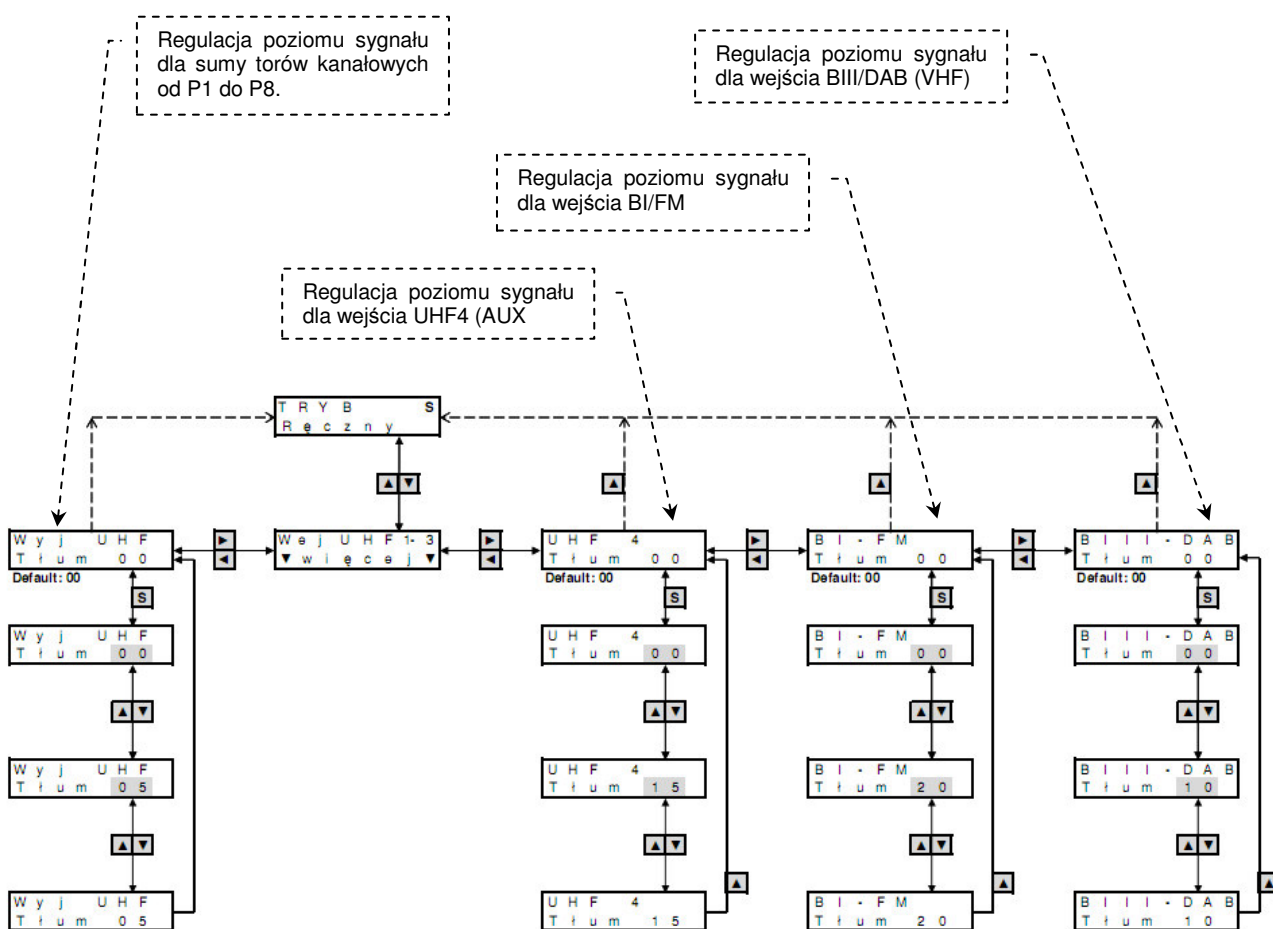 Regulacja poziomu sygnału
dla sumy torów kanałowych
od P1 do P8.
Regulacja poziomu sygnału
dla wejścia BIII/DAB (VHF)
Regulacja poziomu sygnału
dla wejścia BI/FM
Regulacja poziomu sygnału
dla wejścia UHF4 (AUX
TRYB S
Ręczny
▲ ▼
▲
▲
▲
Wyj UHF
Tłum 00
Default: 00
►
◄
Wej UHF1-3
▼więcej▼
►
◄
UHF 4
Tłum 00
Default: 00
►
◄
BI-FM
Tłum 00
Default: 00
►
◄
BIII-DAB
Tłum 00
Default: 00
S
S
S
S
Wyj UHF
Tłum 00
UHF 4
Tłum 00
BI-FM
Tłum 00
BIII-DAB
Tłum 00
▲ ▼
▲ ▼
▲ ▼
▲ ▼
Wyj UHF
Tłum 05
UHF 4
Tłum 15
BI-FM
Tłum 20
BIII-DAB
Tłum 10
▲ ▼
▲ ▼
▲ ▼
▲ ▼
▲
▲
▲
Wyj UHF
Tłum 05
UHF 4
Tłum 15
BI-FM
Tłum 20
BIII-DAB
Tłum 10